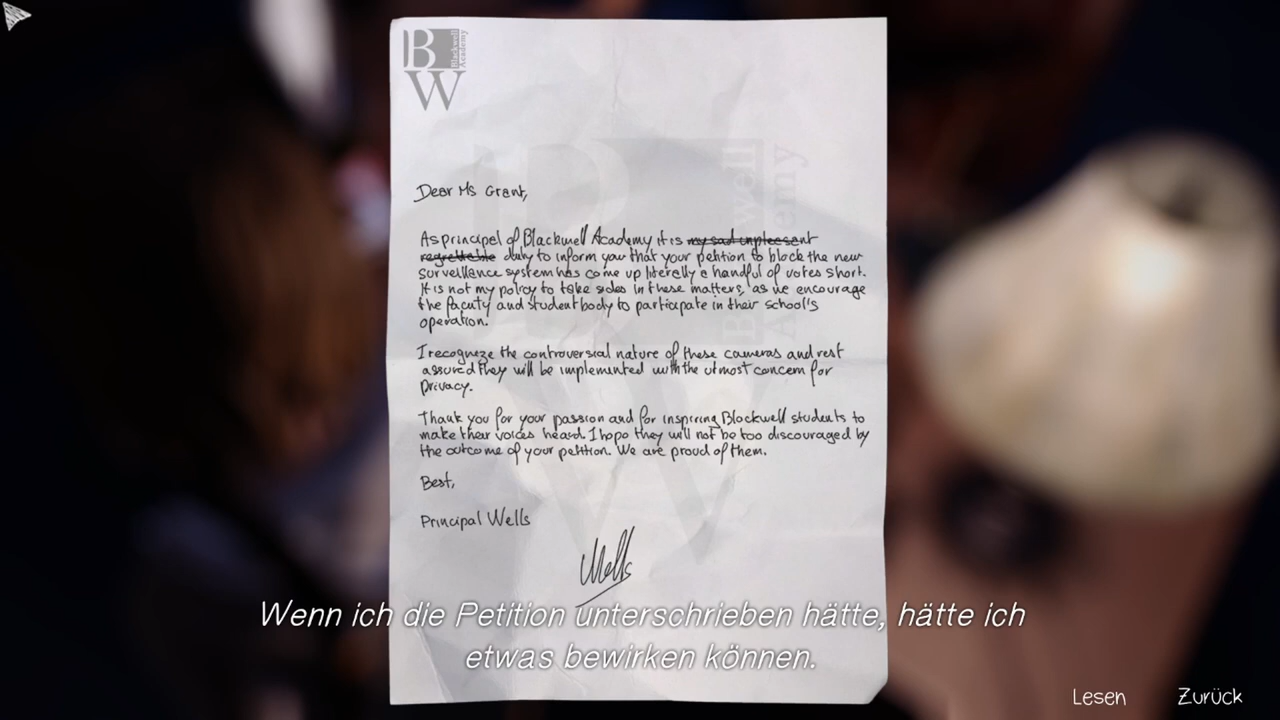 BW
Blackwell
Academy
Dear Ms Grant,
As principel of Blackwell Academy it is my sad unpleesent
regrettable duty to inform you that your petition to block the new
surveillance system has come up literally a handful of votes short.
It is not my policy to take sides in these matters, as we encourage
the faculty and student body to participate in their school's
operation.
I recogneze the controversial nature of these cameras and rest
assured they will be implemented with the utmost concern for
privacy.
Thank you for your passion and for inspiring Blackwell students to
make their voices heard. I hope they will not be too discouraged by
the outcome of your petition. We are proud of them.
Best,
Principal Wells
Wells
Wenn ich die Petition unterschrieben hätte, hätte ich
etwas bewirken können.
Lesen Zurück